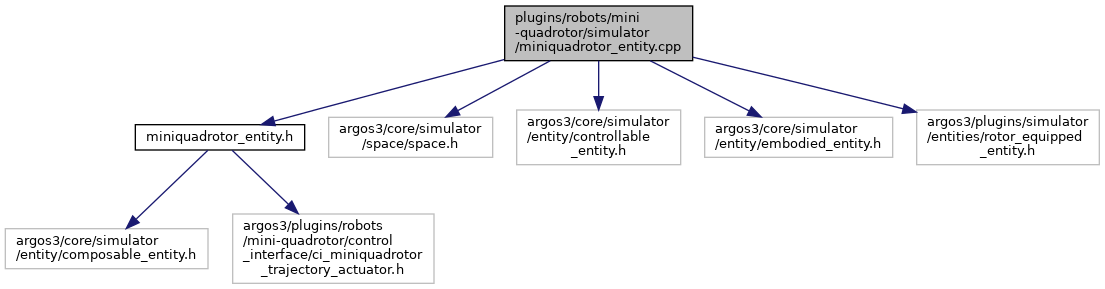 plugins/robots/mini
-quadrotor/simulator
/miniquadrotor_entity.cpp
miniquadrotor_entity.h
argos3/core/simulator
/space/space.h
argos3/core/simulator
/entity/controllable
_entity.h
argos3/core/simulator
/entity/embodied_entity.h
argos3/plugins/simulator
/entities/rotor_equipped
_entity.h
argos3/core/simulator
/entity/composable_entity.h
argos3/plugins/robots
/mini-quadrotor/control
_interface/ci_miniquadrotor
_trajectory_actuator.h